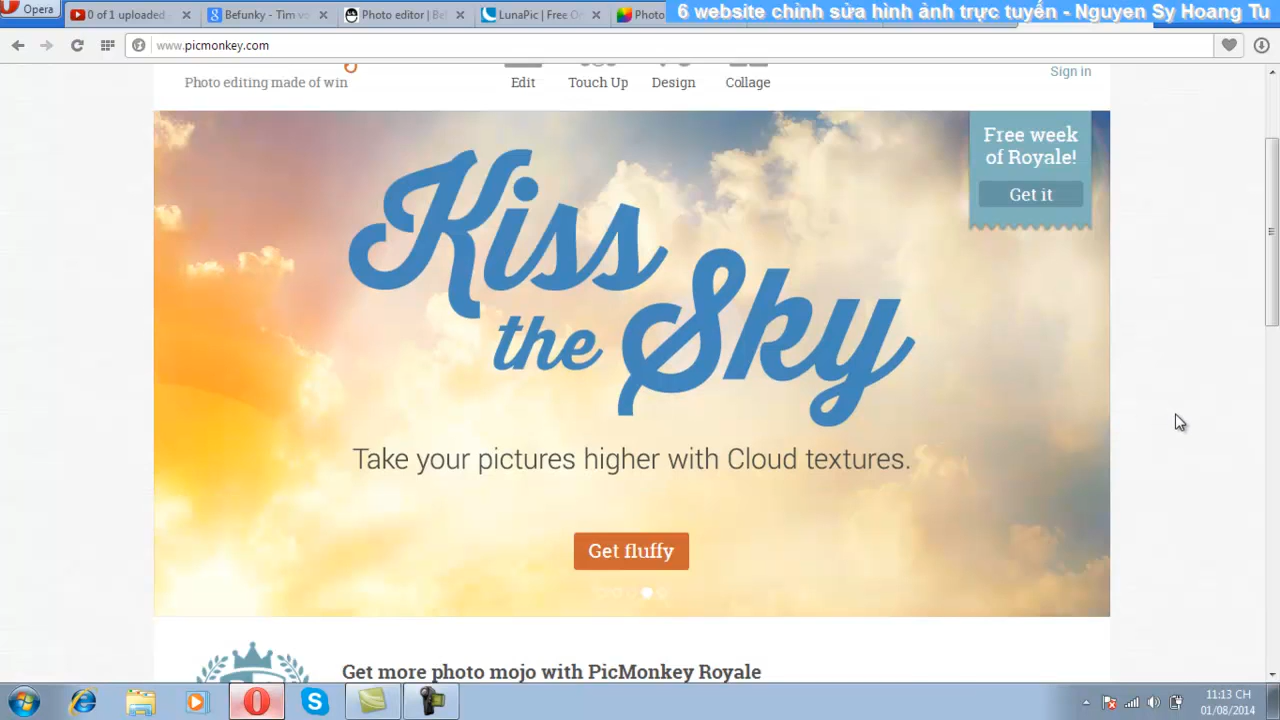 6 website chỉnh sửa hình ảnh trực tuyến - Nguyen Sy Hoang Tu
Opera
0 of 1 uploaded
Befunky - Tìm v
Photo editor | Be
LunaPic | Free O
Photo
www.picmonkey.com
Photo editing made of win
Edit
Touch Up
Design
Collage
Sign in
Free week
of Royale!
Get it
Kiss
the Sky
Take your pictures higher with Cloud textures.
Get fluffy
Get more photo mojo with PicMonkey Royale
11:13 CH
01/08/2014